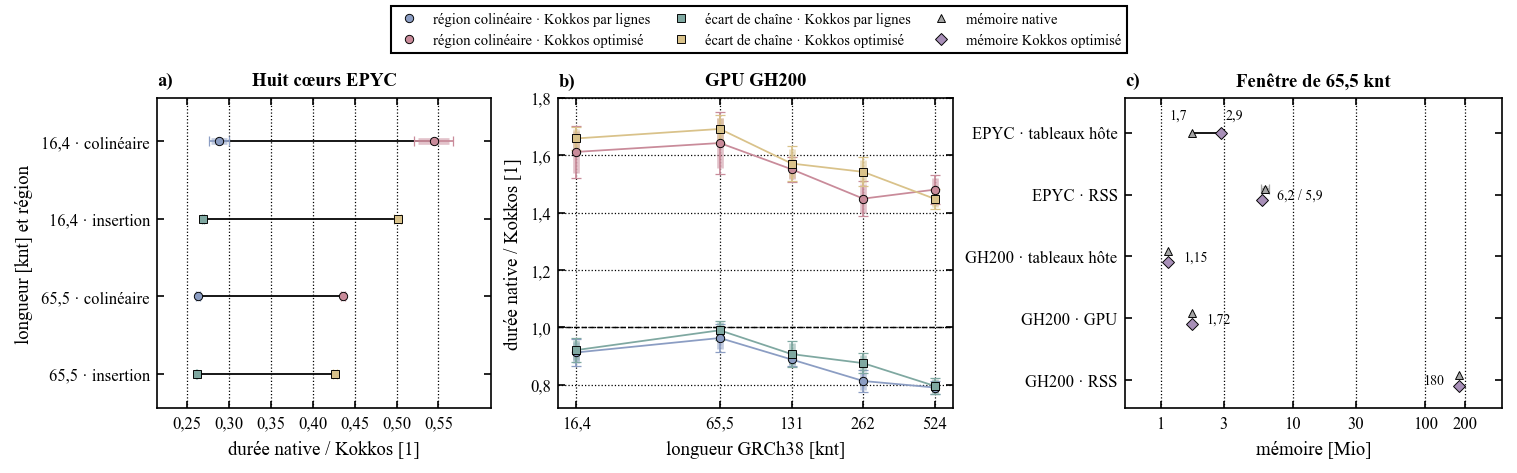 région colinéaire · Kokkos par lignes
région colinéaire · Kokkos optimisé
écart de chaîne · Kokkos par lignes
écart de chaîne · Kokkos optimisé
mémoire native
mémoire Kokkos optimisé
a)
Huit cœurs EPYC
longueur [knt] et région
16,4 · colinéaire
16,4 · insertion
65,5 · colinéaire
65,5 · insertion
0,25 0,30 0,35 0,40 0,45 0,50 0,55
durée native / Kokkos [1]
b)
GPU GH200
durée native / Kokkos [1]
1,8
1,6
1,4
1,2
1,0
0,8
16,4 65,5 131 262 524
longueur GRCh38 [knt]
c)
Fenêtre de 65,5 knt
EPYC · tableaux hôte
1,7 2,9
EPYC · RSS
6,2 / 5,9
GH200 · tableaux hôte
1,15
GH200 · GPU
1,72
GH200 · RSS
180
1 3 10 30 100 200
mémoire [Mio]